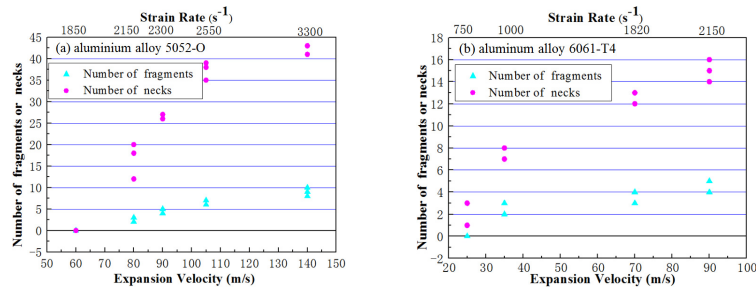 Strain Rate (s⁻¹)
1850 2150 2300 2550 3300
45
40
35
30
25
20
15
10
5
0
−5
Number of fragments or necks
(a) aluminium alloy 5052-O
Number of fragments
Number of necks
50 60 70 80 90 100 110 120 130 140 150
Expansion Velocity (m/s)
Strain Rate (s⁻¹)
750 1000 1820 2150
18
16
14
12
10
8
6
4
2
0
−2
Number of fragments or necks
(b) aluminum alloy 6061-T4
Number of fragments
Number of necks
20 30 40 50 60 70 80 90 100
Expansion Velocity (m/s)